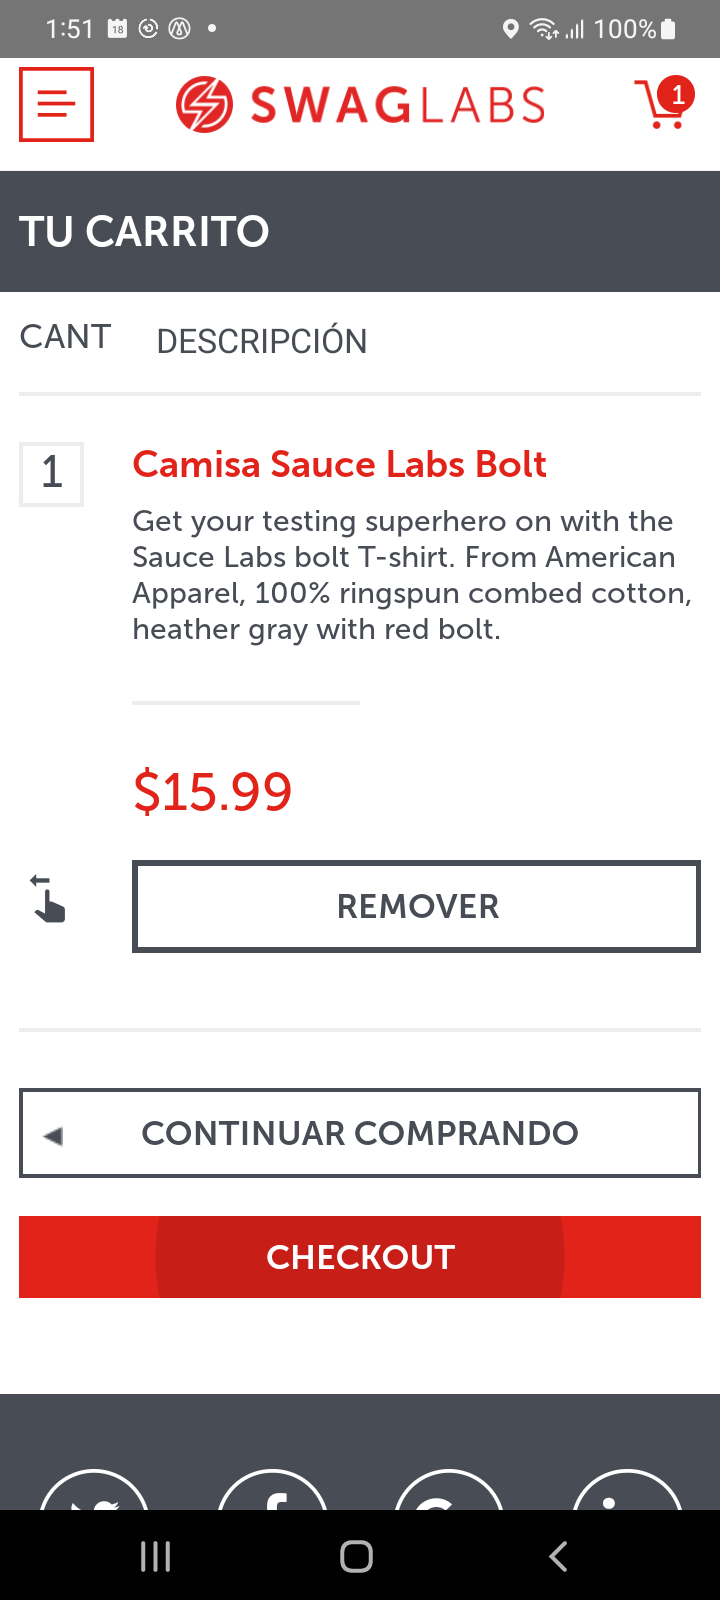 1:51 18 100%
SWAGLABS 1
TU CARRITO
CANT DESCRIPCIÓN
1 Camisa Sauce Labs Bolt
Get your testing superhero on with the
Sauce Labs bolt T-shirt. From American
Apparel, 100% ringspun combed cotton,
heather gray with red bolt.
$15.99
REMOVER
CONTINUAR COMPRANDO
CHECKOUT